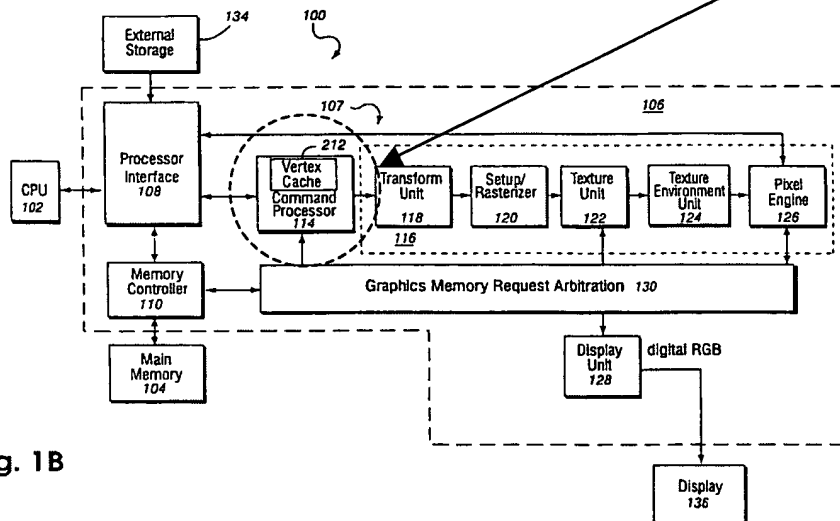 134
External
Storage
100
107
106
212
Vertex
Cache
Command
Processor
114
Processor
Interface
108
CPU
102
Transform
Unit
118
Setup/
Rasterizer
120
Texture
Unit
122
Texture
Environment
Unit
124
Pixel
Engine
126
116
Memory
Controller
110
Graphics Memory Request Arbitration 130
Main
Memory
104
Display
Unit
128
digital RGB
g. 1B
Display
136